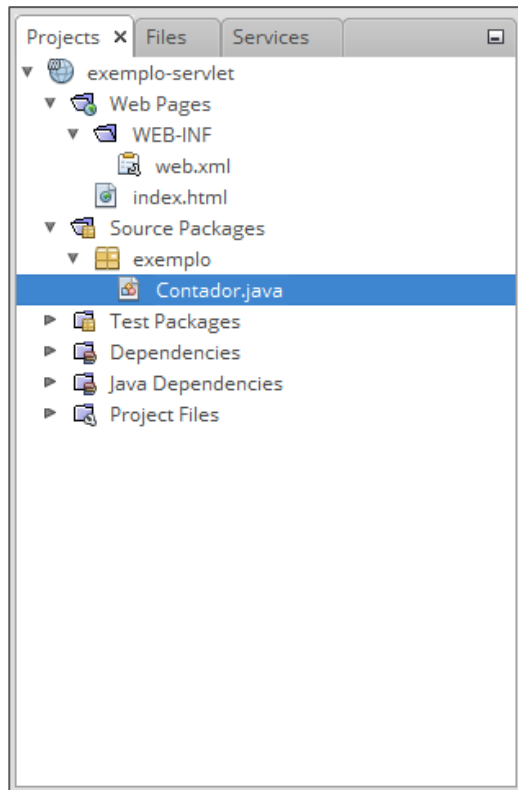 Projects Files Services
exemplo-servlet
Web Pages
WEB-INF
web.xml
index.html
Source Packages
exemplo
Contador.java
Test Packages
Dependencies
Java Dependencies
Project Files